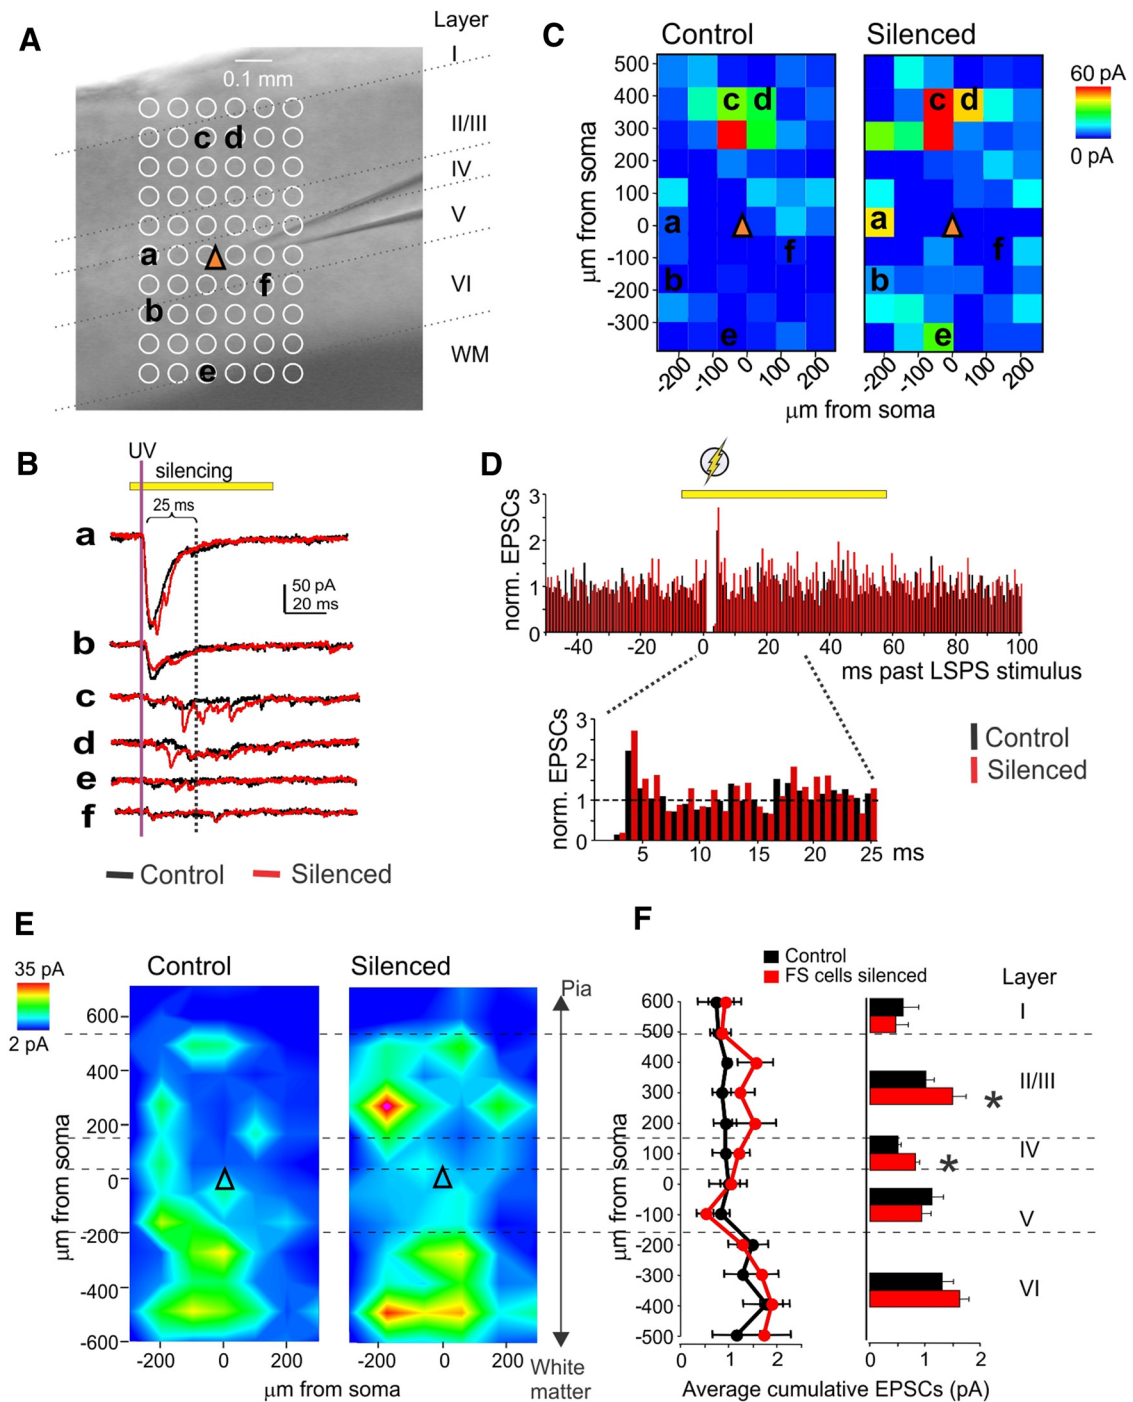 A
Layer
I
0.1 mm
II/III
IV
V
VI
WM
c d
a
f
b
e
C
Control
Silenced
500
400
300
200
100
0
-100
-200
-300
μm from soma
c d
a
f
b
e
c d
a
f
b
e
-200
-100
0
100
200
-200
-100
0
100
200
μm from soma
60 pA
0 pA
B
UV
silencing
25 ms
a
b
c
d
e
f
50 pA
20 ms
Control
Silenced
D
norm. EPSCs
3
2
1
0
-40 -20 0 20 40 60 80 100
ms past LSPS stimulus
norm. EPSCs
3
2
1
0
5 10 15 20 25 ms
Control
Silenced
E
35 pA
2 pA
Control
Silenced
μm from soma
600
400
200
0
-200
-400
-600
-200 0 200
-200 0 200
μm from soma
Pia
White
matter
F
Control
FS cells silenced
Layer
μm from soma
600
500
400
300
200
100
0
-100
-200
-300
-400
-500
0 1 2
I
II/III
*
IV
*
V
VI
0 1 2
Average cumulative EPSCs (pA)